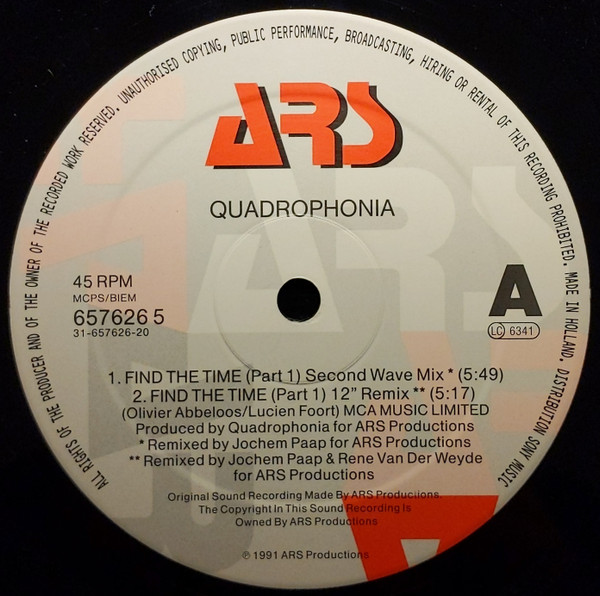 ALL RIGHTS OF THE PRODUCER AND OF THE OWNER OF THE RECORDED WORK RESERVED. UNAUTHORISED COPYING, PUBLIC PERFORMANCE, BROADCASTING, HIRING OR RENTAL OF THIS RECORDING PROHIBITED. MADE IN HOLLAND. DISTRIBUTION SONY MUSIC
ARS
QUADROPHONIA
45 RPM
MCPS/BIEM
657626 5
31-657626-20
A
LC 6341
1. FIND THE TIME (Part 1) Second Wave Mix * (5:49)
2. FIND THE TIME (Part 1) 12" Remix ** (5:17)
(Olivier Abbeloos/Lucien Foort) MCA MUSIC LIMITED
Produced by Quadrophonia for ARS Productions
* Remixed by Jochem Paap for ARS Productions
** Remixed by Jochem Paap & Rene Van Der Weyde
for ARS Productions
Original Sound Recording Made By ARS Productions.
The Copyright In This Sound Recording Is
Owned By ARS Productions
℗ 1991 ARS Productions